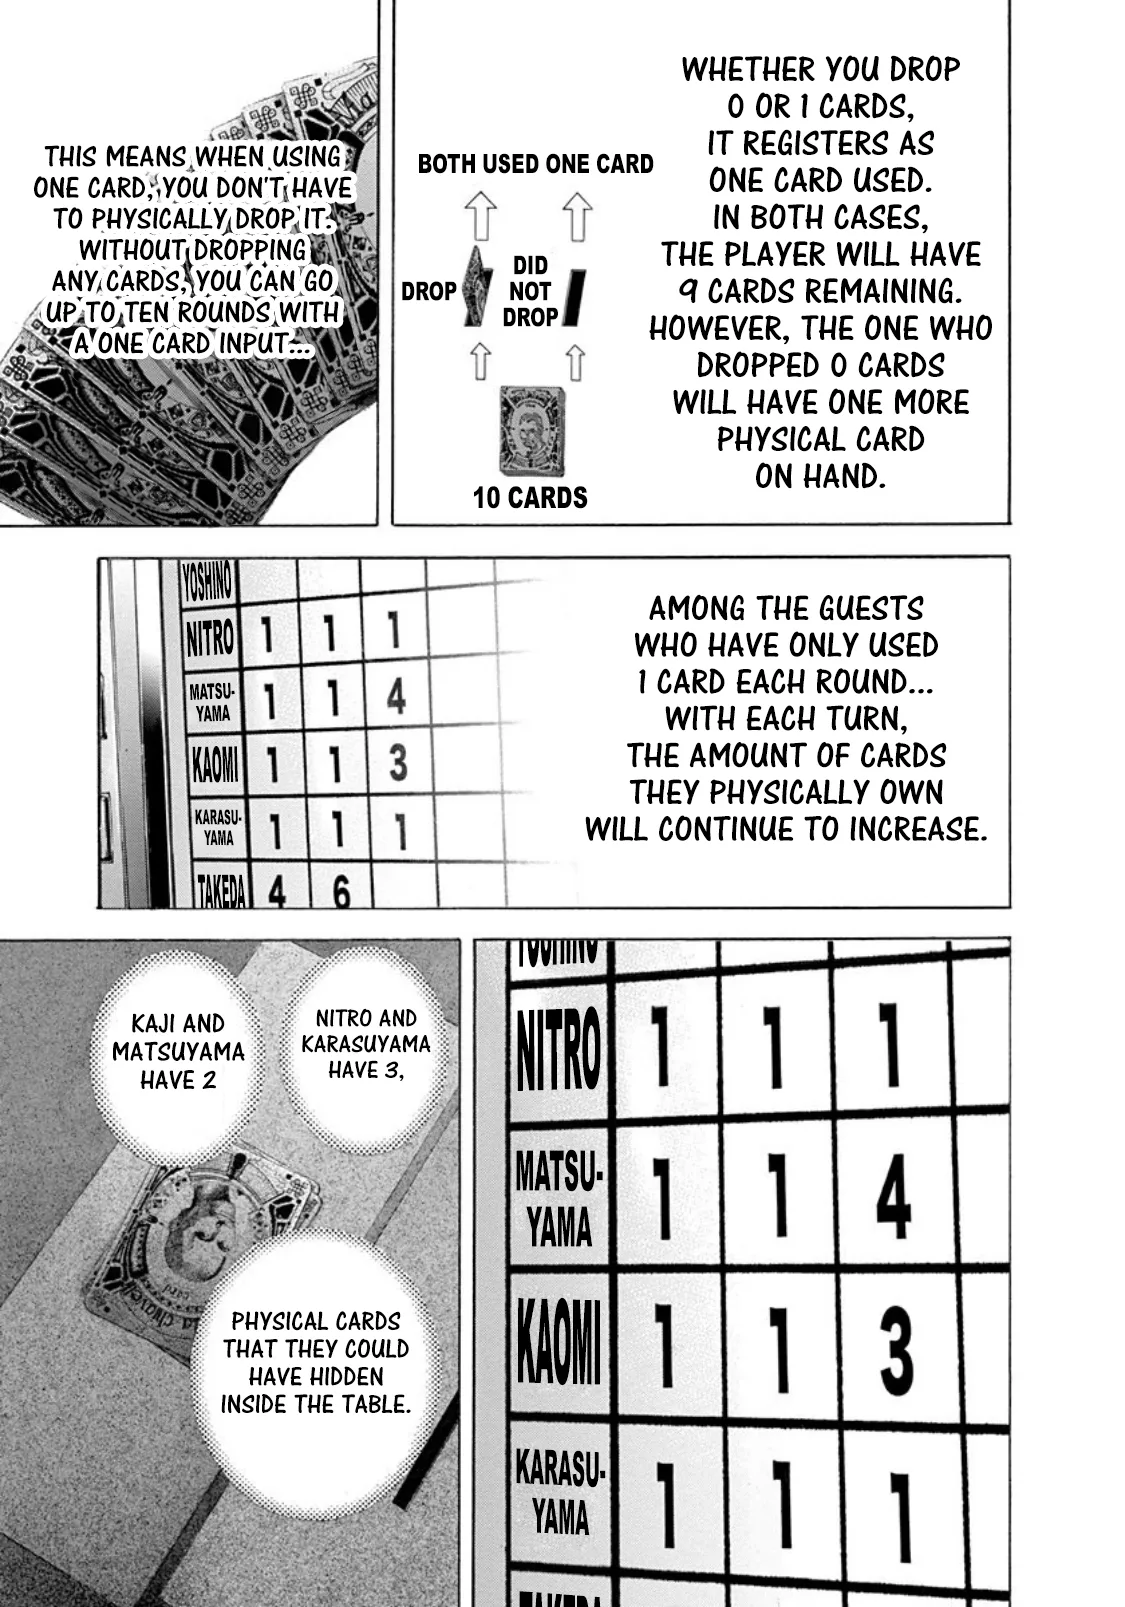 WHETHER YOU DROP
0 OR 1 CARDS,
IT REGISTERS AS
ONE CARD USED.
IN BOTH CASES,
THE PLAYER WILL HAVE
9 CARDS REMAINING.
HOWEVER, THE ONE WHO
DROPPED 0 CARDS
WILL HAVE ONE MORE
PHYSICAL CARD
ON HAND.
BOTH USED ONE CARD
DROP
DID
NOT
DROP
10 CARDS
THIS MEANS WHEN USING
ONE CARD, YOU DON'T HAVE
TO PHYSICALLY DROP IT.
WITHOUT DROPPING
ANY CARDS, YOU CAN GO
UP TO TEN ROUNDS WITH
A ONE CARD INPUT...
AMONG THE GUESTS
WHO HAVE ONLY USED
1 CARD EACH ROUND...
WITH EACH TURN,
THE AMOUNT OF CARDS
THEY PHYSICALLY OWN
WILL CONTINUE TO INCREASE.
YOSHINO
NITRO 1 1 1
MATSU-
YAMA 1 1 4
KAOMI 1 1 3
KARASU-
YAMA 1 1 1
TAKEDA 4 6
YOSHINO
NITRO 1 1 1
MATSU-
YAMA 1 1 4
KAOMI 1 1 3
KARASU-
YAMA 1 1 1
TAKEDA
NITRO AND
KARASUYAMA
HAVE 3,
KAJI AND
MATSUYAMA
HAVE 2
PHYSICAL CARDS
THAT THEY COULD
HAVE HIDDEN
INSIDE THE TABLE.